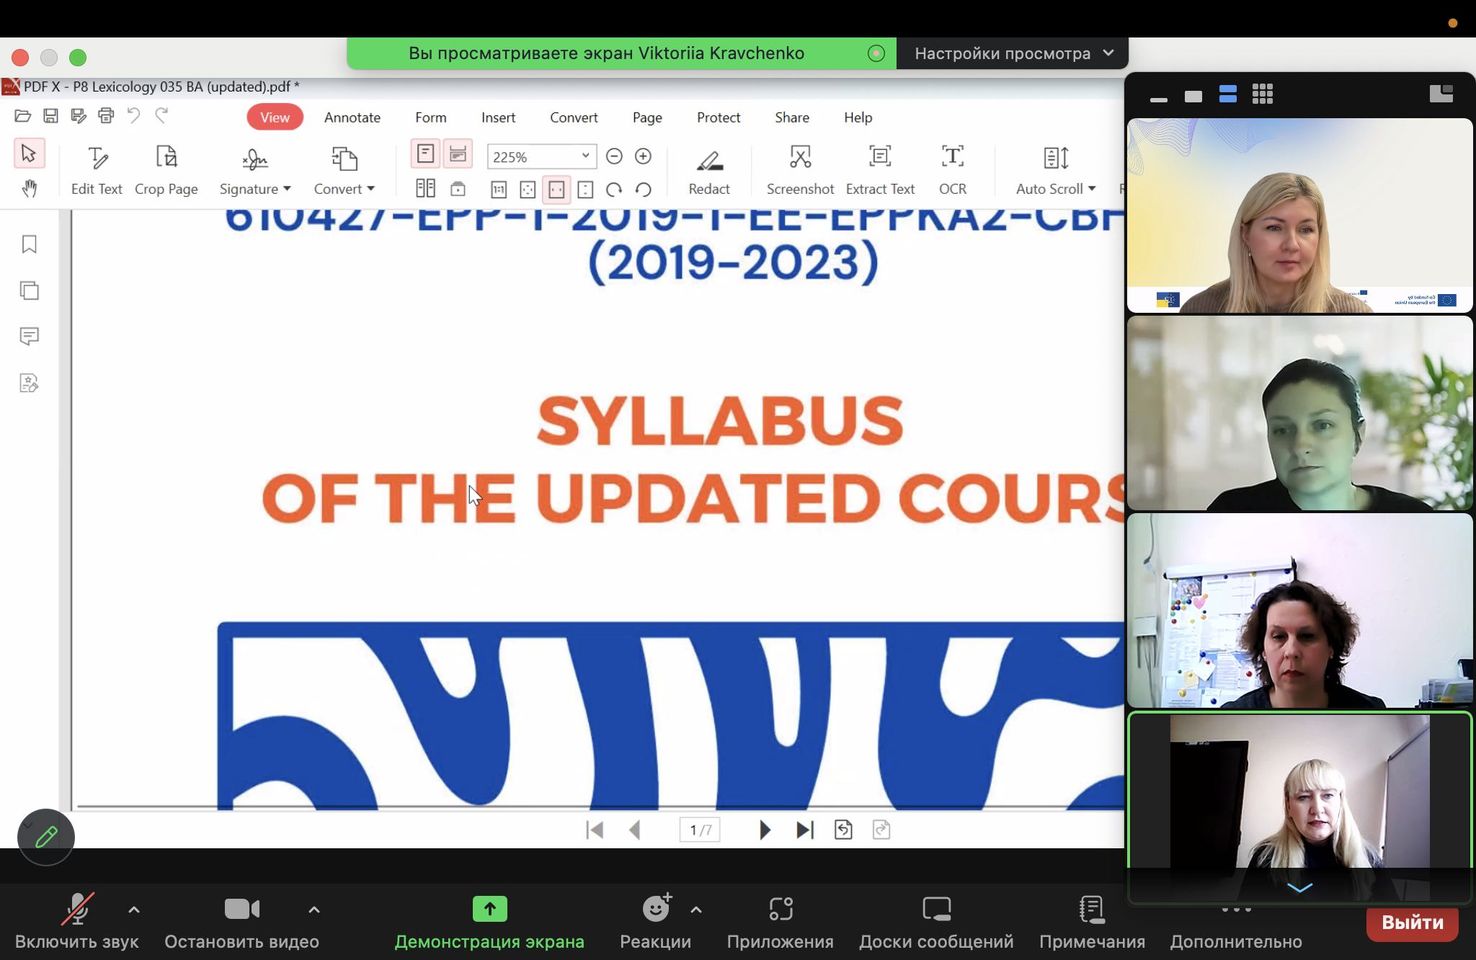 Вы просматриваете экран Viktoriia Kravchenko
Настройки просмотра
PDF X - P8 Lexicology 035 BA (updated).pdf *
View
Annotate
Form
Insert
Convert
Page
Protect
Share
Help
225%
Edit Text
Crop Page
Signature
Convert
1:1
Redact
Screenshot
Extract Text
OCR
Auto Scroll
610427-EPP-1-2019-1-EE-EPPKA2-CBH
(2019-2023)
SYLLABUS
OF THE UPDATED COURS
1 /7
Включить звук
Остановить видео
Демонстрация экрана
Реакции
Приложения
Доски сообщений
Примечания
Дополнительно
Выйти